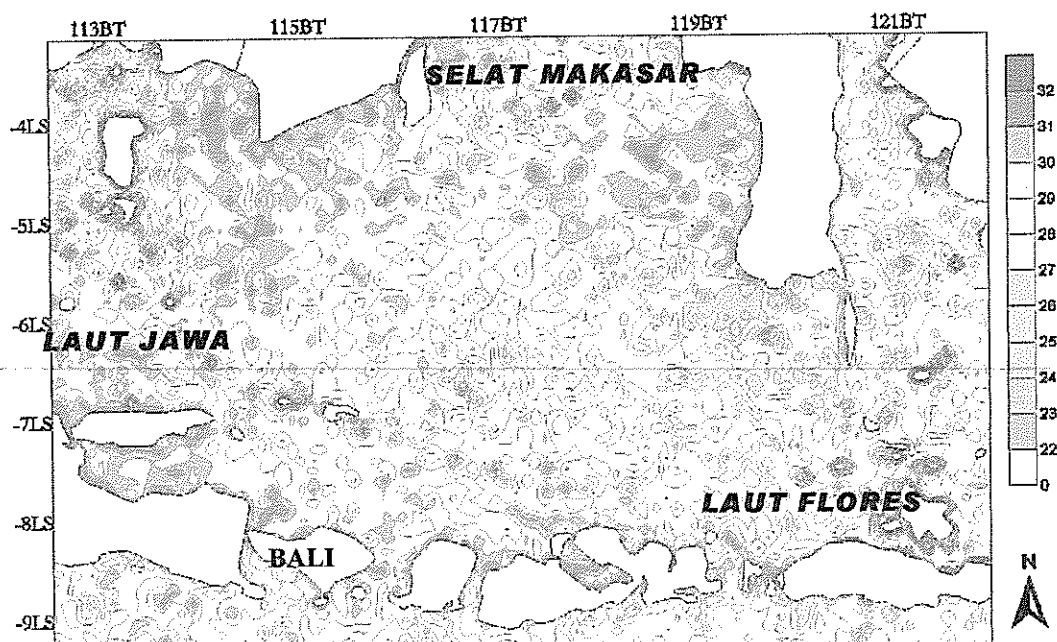 113BT 115BT 117BT 119BT 121BT
SELAT MAKASAR
-4LS
-5LS
-6LS
LAUT JAWA
-7LS
LAUT FLORES
-8LS
BALI
-9LS
32
31
30
29
28
27
26
25
24
23
22
0
N